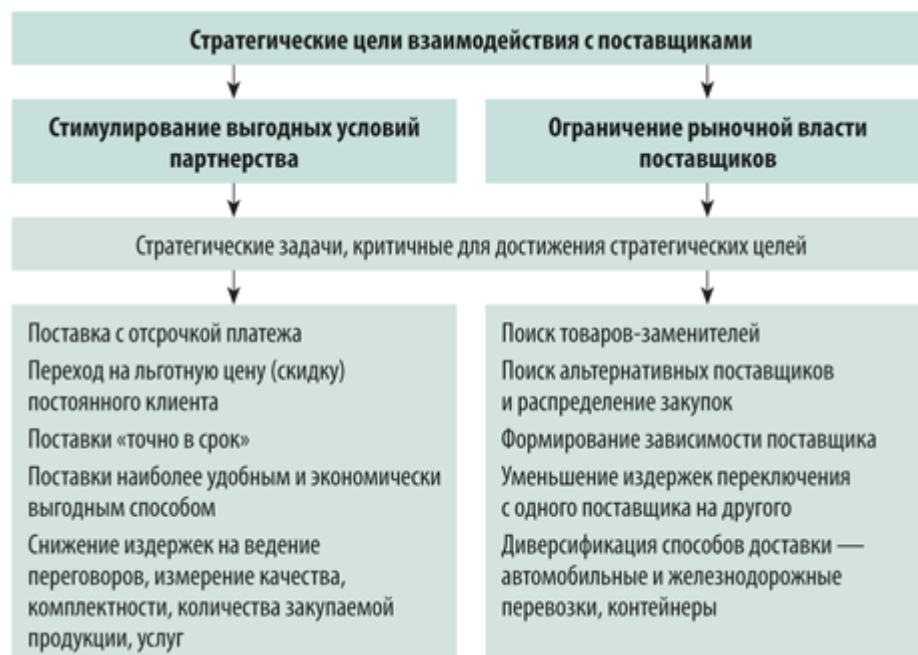 Стратегические цели взаимодействия с поставщиками
Стимулирование выгодных условий
партнерства
Ограничение рыночной власти
поставщиков
Стратегические задачи, критичные для достижения стратегических целей
Поставка с отсрочкой платежа
Переход на льготную цену (скидку)
постоянного клиента
Поставки «точно в срок»
Поставки наиболее удобным и экономически
выгодным способом
Снижение издержек на ведение
переговоров, измерение качества,
комплектности, количества закупаемой
продукции, услуг
Поиск товаров-заменителей
Поиск альтернативных поставщиков
и распределение закупок
Формирование зависимости поставщика
Уменьшение издержек переключения
с одного поставщика на другого
Диверсификация способов доставки —
автомобильные и железнодорожные
перевозки, контейнеры